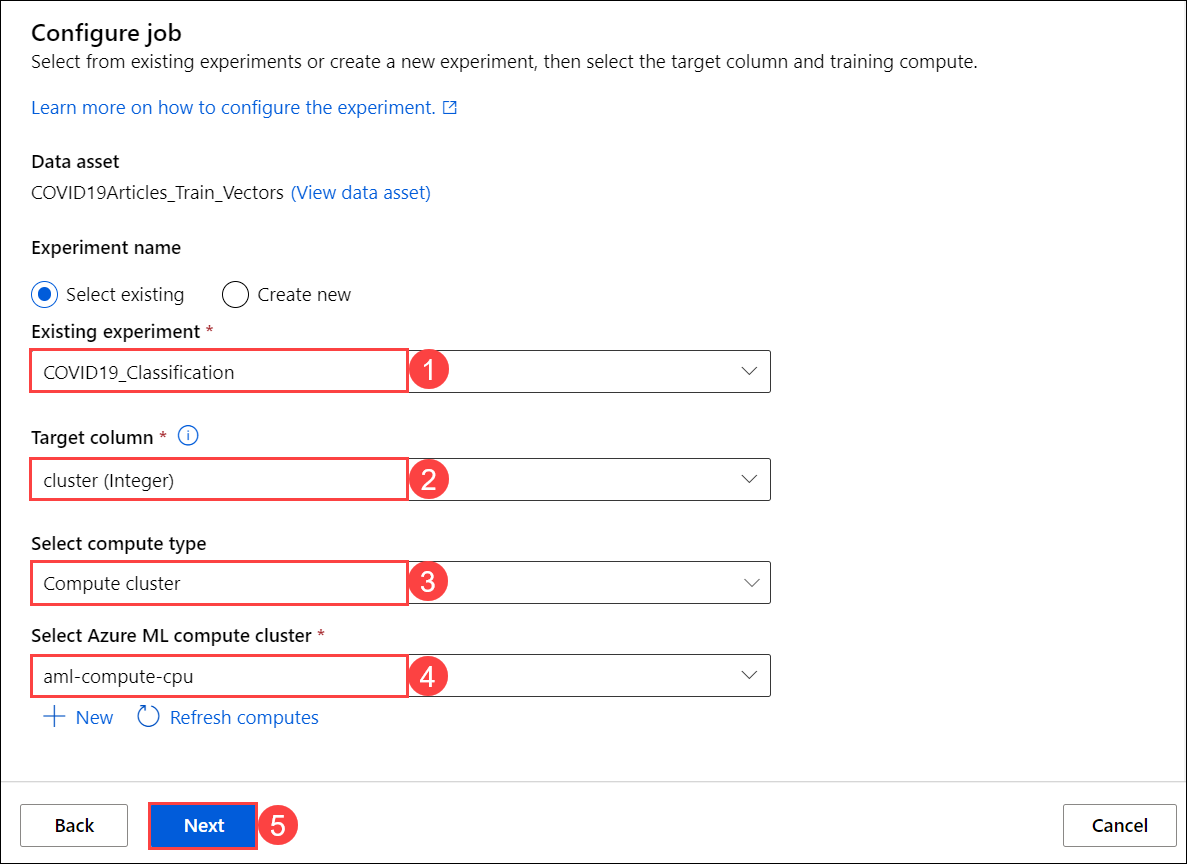 Configure job
Select from existing experiments or create a new experiment, then select the target column and training compute.
Learn more on how to configure the experiment.
Data asset
COVID19Articles_Train_Vectors (View data asset)
Experiment name
Select existing Create new
Existing experiment *
COVID19_Classification 1
Target column *
cluster (Integer) 2
Select compute type
Compute cluster 3
Select Azure ML compute cluster *
aml-compute-cpu 4
New Refresh computes
Back Next 5 Cancel